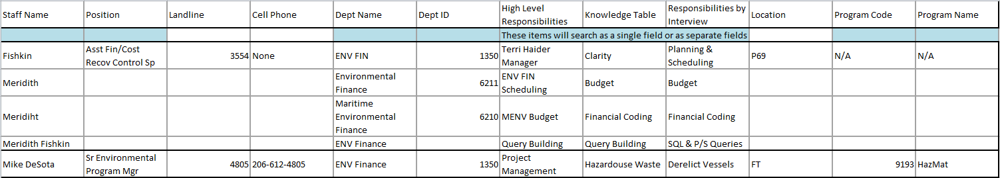 Staff Name Position Landline Cell Phone Dept Name Dept ID High Level Responsibilities Knowledge Table Responsibilities by Interview Location Program Code Program Name
These items will search as a single field or as separate fields
Fishkin Asst Fin/Cost Recov Control Sp 3554 None ENV FIN 1350 Terri Haider Manager Clarity Planning & Scheduling P69 N/A N/A
Meridith Environmental Finance 6211 ENV FIN Scheduling Budget Budget
Meridiht Maritime Environmental Finance 6210 MENV Budget Financial Coding Financial Coding
Meridith Fishkin ENV Finance Query Building Query Building SQL & P/S Queries
Mike DeSota Sr Environmental Program Mgr 4805 206-612-4805 ENV Finance 1350 Project Management Hazardouse Waste Derelict Vessels FT 9193 HazMat